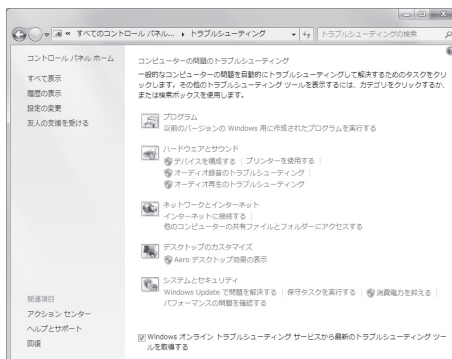 « すべてのコントロール パネル... ▸ トラブルシューティング
トラブルシューティングの検索
コントロール パネル ホーム
すべて表示
履歴の表示
設定の変更
友人の支援を受ける
コンピューターの問題のトラブルシューティング
一般的なコンピューターの問題を自動的にトラブルシューティングして解決するためのタスクをクリ
ックします。その他のトラブルシューティング ツールを表示するには、カテゴリをクリックするか、
または検索ボックスを使用します。
プログラム
以前のバージョンの Windows 用に作成されたプログラムを実行する
ハードウェアとサウンド
デバイスを構成する | プリンターを使用する |
オーディオ録音のトラブルシューティング |
オーディオ再生のトラブルシューティング
ネットワークとインターネット
インターネットに接続する |
他のコンピューターの共有ファイルとフォルダーにアクセスする
デスクトップのカスタマイズ
Aero デスクトップ効果の表示
システムとセキュリティ
Windows Update で問題を解決する | 保守タスクを実行する | 消費電力を抑える |
パフォーマンスの問題を確認する
関連項目
アクション センター
ヘルプとサポート
回復
Windows オンライン トラブルシューティング サービスから最新のトラブルシューティング ツー
ルを取得する